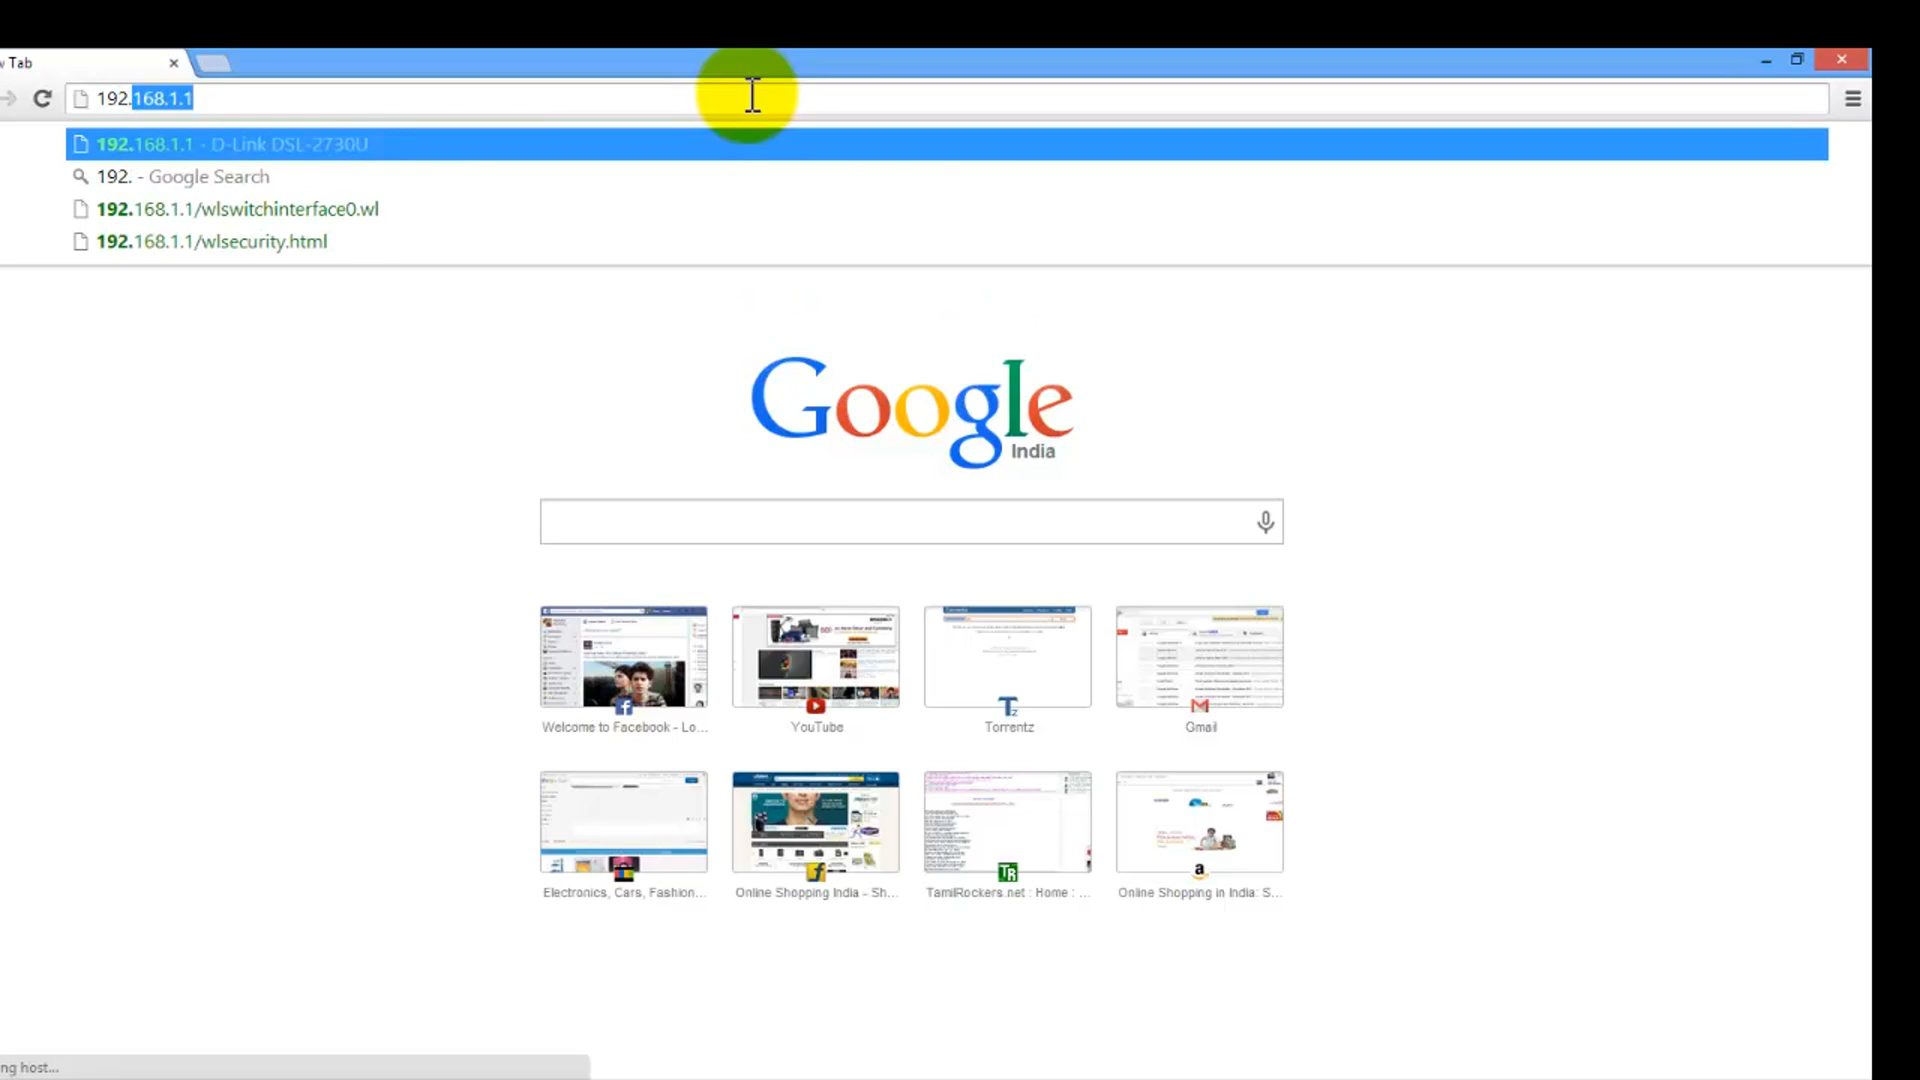 Tab
192.168.1.1
192.168.1.1 - D-Link DSL-2730U
192. - Google Search
192.168.1.1/wlswitchinterface0.wl
192.168.1.1/wlsecurity.html
Google
India
Welcome to Facebook - Lo...
YouTube
Torrentz
Gmail
Electronics, Cars, Fashion...
Online Shopping India - Sh...
TamilRockers.net : Home : ...
Online Shopping in India: S...
ng host...